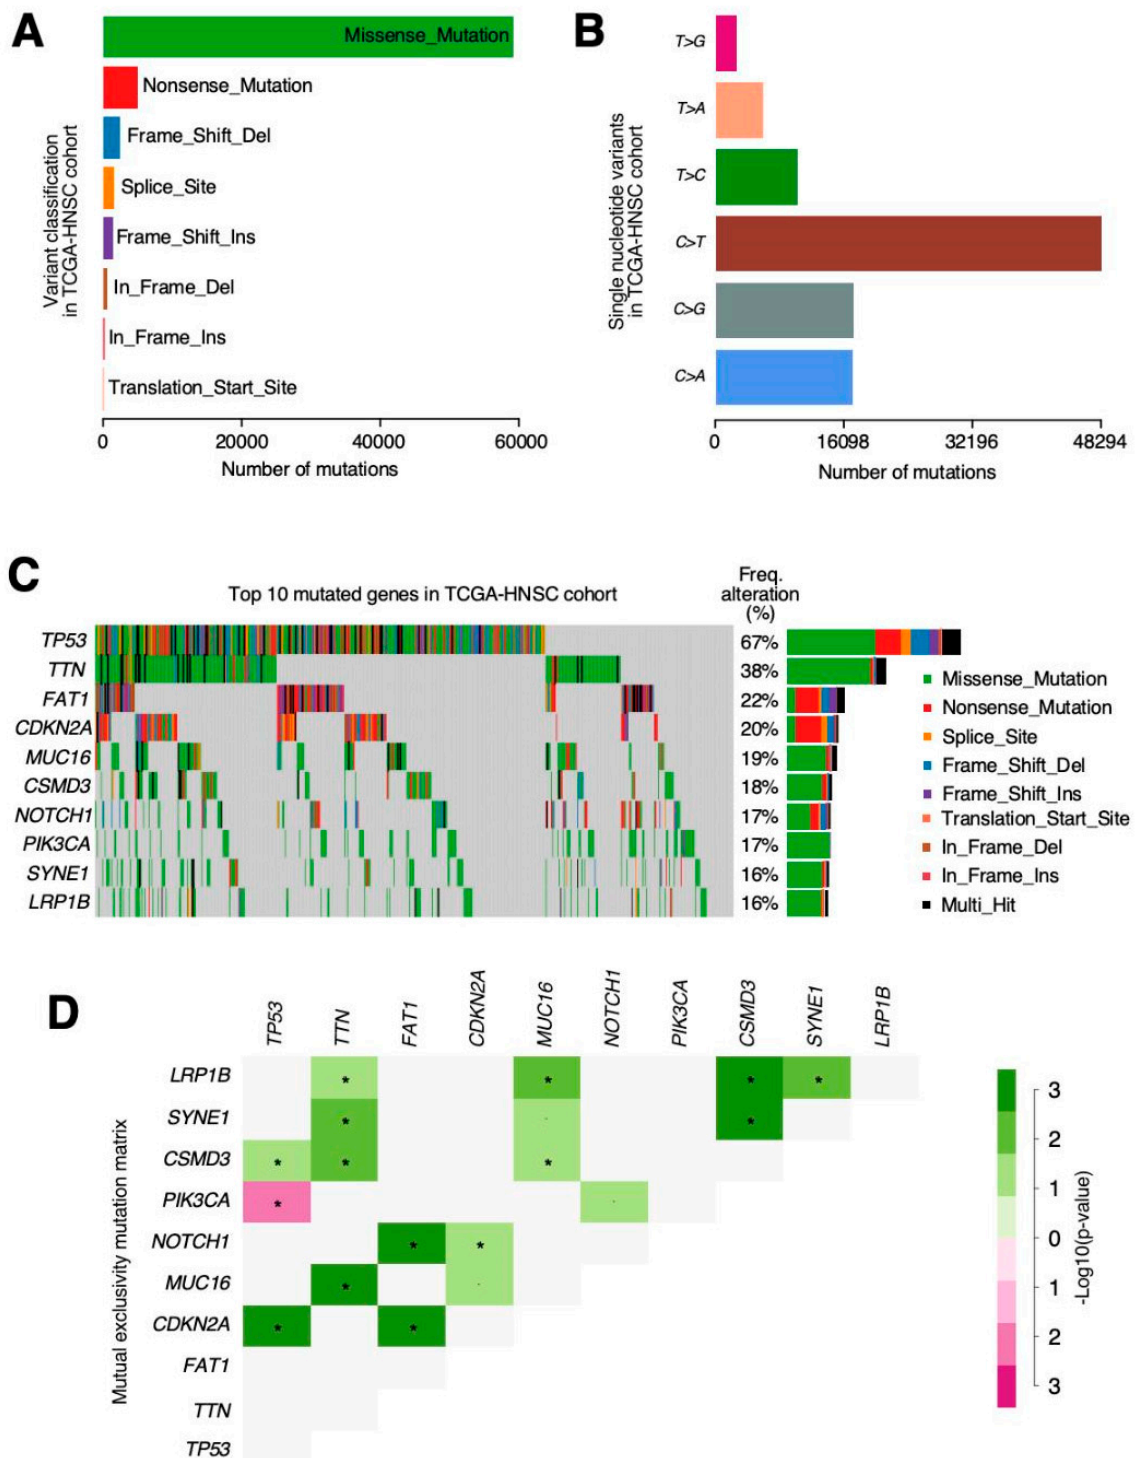 A
Variant classification
in TCGA-HNSC cohort
Missense_Mutation
Nonsense_Mutation
Frame_Shift_Del
Splice_Site
Frame_Shift_Ins
In_Frame_Del
In_Frame_Ins
Translation_Start_Site
0 20000 40000 60000
Number of mutations
B
Single nucleotide variants
in TCGA-HNSC cohort
T>G
T>A
T>C
C>T
C>G
C>A
0 16098 32196 48294
Number of mutations
C
Top 10 mutated genes in TCGA-HNSC cohort
Freq.
alteration
(%)
TP53 67%
TTN 38%
FAT1 22%
CDKN2A 20%
MUC16 19%
CSMD3 18%
NOTCH1 17%
PIK3CA 17%
SYNE1 16%
LRP1B 16%
Missense_Mutation
Nonsense_Mutation
Splice_Site
Frame_Shift_Del
Frame_Shift_Ins
Translation_Start_Site
In_Frame_Del
In_Frame_Ins
Multi_Hit
D
TP53 TTN FAT1 CDKN2A MUC16 NOTCH1 PIK3CA CSMD3 SYNE1 LRP1B
Mutual exclusivity mutation matrix
LRP1B * * * *
SYNE1 * · *
CSMD3 * * *
PIK3CA * ·
NOTCH1 * *
MUC16 * ·
CDKN2A * *
FAT1
TTN
TP53
3
2
1
0
1
2
3
-Log10(p-value)